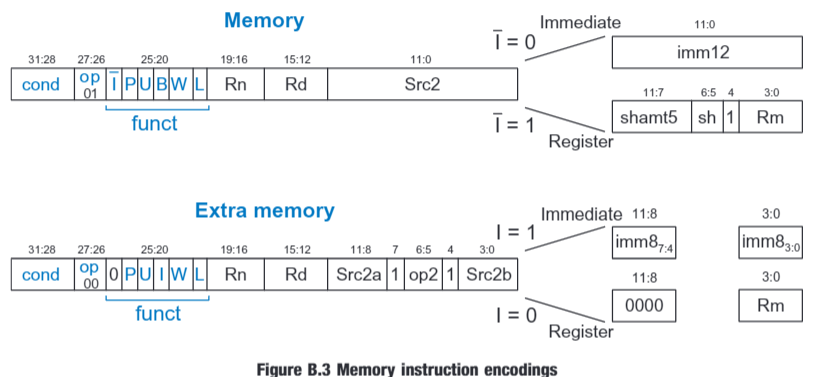 Memory
31:28 27:26 25:20 19:16 15:12 11:0
cond op 01 I̅ P U B W L Rn Rd Src2
funct
I̅ = 0
Immediate
11:0
imm12
I̅ = 1
Register
11:7 6:5 4 3:0
shamt5 sh 1 Rm
Extra memory
31:28 27:26 25:20 19:16 15:12 11:8 7 6:5 4 3:0
cond op 00 0 P U I W L Rn Rd Src2a 1 op2 1 Src2b
funct
I = 1
Immediate
11:8 3:0
imm8₇:₄ imm8₃:₀
I = 0
Register
11:8 3:0
0000 Rm
Figure B.3 Memory instruction encodings